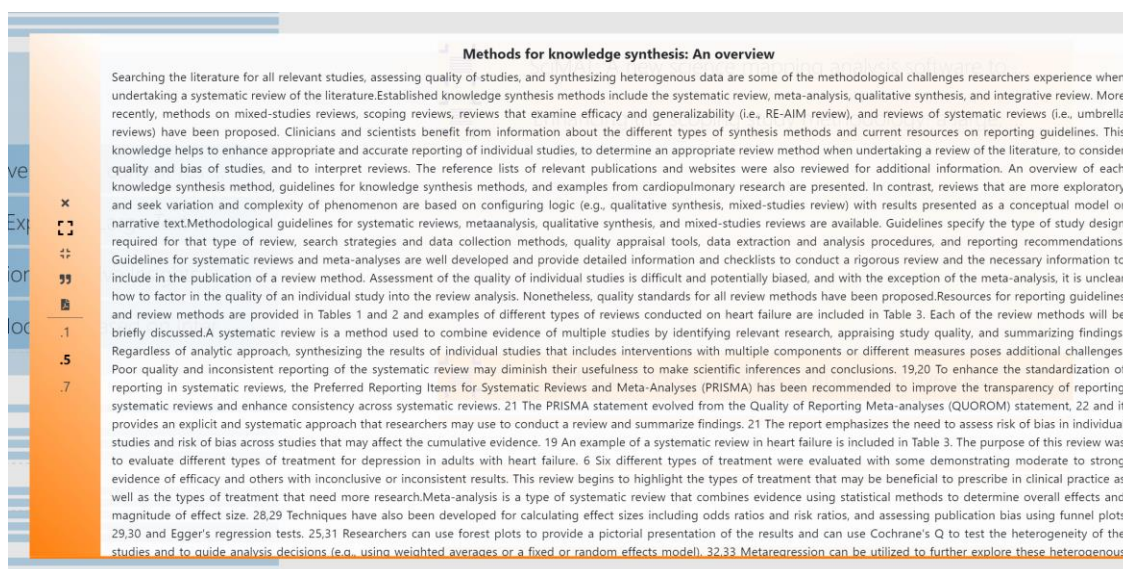 Methods for knowledge synthesis: An overview
Searching the literature for all relevant studies, assessing quality of studies, and synthesizing heterogenous data are some of the methodological challenges researchers experience when
undertaking a systematic review of the literature.Established knowledge synthesis methods include the systematic review, meta-analysis, qualitative synthesis, and integrative review. More
recently, methods on mixed-studies reviews, scoping reviews, reviews that examine efficacy and generalizability (i.e., RE-AIM review), and reviews of systematic reviews (i.e., umbrella
reviews) have been proposed. Clinicians and scientists benefit from information about the different types of synthesis methods and current resources on reporting guidelines. This
knowledge helps to enhance appropriate and accurate reporting of individual studies, to determine an appropriate review method when undertaking a review of the literature, to consider
quality and bias of studies, and to interpret reviews. The reference lists of relevant publications and websites were also reviewed for additional information. An overview of each
knowledge synthesis method, guidelines for knowledge synthesis methods, and examples from cardiopulmonary research are presented. In contrast, reviews that are more exploratory
and seek variation and complexity of phenomenon are based on configuring logic (e.g., qualitative synthesis, mixed-studies review) with results presented as a conceptual model or
narrative text.Methodological guidelines for systematic reviews, metaanalysis, qualitative synthesis, and mixed-studies reviews are available. Guidelines specify the type of study design
required for that type of review, search strategies and data collection methods, quality appraisal tools, data extraction and analysis procedures, and reporting recommendations
Guidelines for systematic reviews and meta-analyses are well developed and provide detailed information and checklists to conduct a rigorous review and the necessary information to
include in the publication of a review method. Assessment of the quality of individual studies is difficult and potentially biased, and with the exception of the meta-analysis, it is unclear
how to factor in the quality of an individual study into the review analysis. Nonetheless, quality standards for all review methods have been proposed.Resources for reporting guidelines
and review methods are provided in Tables 1 and 2 and examples of different types of reviews conducted on heart failure are included in Table 3. Each of the review methods will be
briefly discussed.A systematic review is a method used to combine evidence of multiple studies by identifying relevant research, appraising study quality, and summarizing findings
Regardless of analytic approach, synthesizing the results of individual studies that includes interventions with multiple components or different measures poses additional challenges
Poor quality and inconsistent reporting of the systematic review may diminish their usefulness to make scientific inferences and conclusions. 19,20 To enhance the standardization of
reporting in systematic reviews, the Preferred Reporting Items for Systematic Reviews and Meta-Analyses (PRISMA) has been recommended to improve the transparency of reporting
systematic reviews and enhance consistency across systematic reviews. 21 The PRISMA statement evolved from the Quality of Reporting Meta-analyses (QUOROM) statement, 22 and it
provides an explicit and systematic approach that researchers may use to conduct a review and summarize findings. 21 The report emphasizes the need to assess risk of bias in individual
studies and risk of bias across studies that may affect the cumulative evidence. 19 An example of a systematic review in heart failure is included in Table 3. The purpose of this review was
to evaluate different types of treatment for depression in adults with heart failure. 6 Six different types of treatment were evaluated with some demonstrating moderate to strong
evidence of efficacy and others with inconclusive or inconsistent results. This review begins to highlight the types of treatment that may be beneficial to prescribe in clinical practice as
well as the types of treatment that need more research.Meta-analysis is a type of systematic review that combines evidence using statistical methods to determine overall effects and
magnitude of effect size. 28,29 Techniques have also been developed for calculating effect sizes including odds ratios and risk ratios, and assessing publication bias using funnel plots
29,30 and Egger's regression tests. 25,31 Researchers can use forest plots to provide a pictorial presentation of the results and can use Cochrane's Q to test the heterogeneity of the
studies and to guide analysis decisions (e.g., using weighted averages or a fixed or random effects model). 32,33 Metaregression can be utilized to further explore these heterogenous
.1
.5
.7